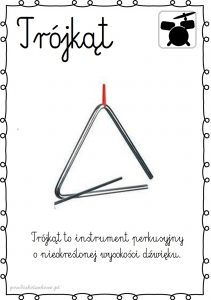 Trójkąt
Trójkąt to instrument perkusyjny
o nieokreślonej wysokości dźwięku.